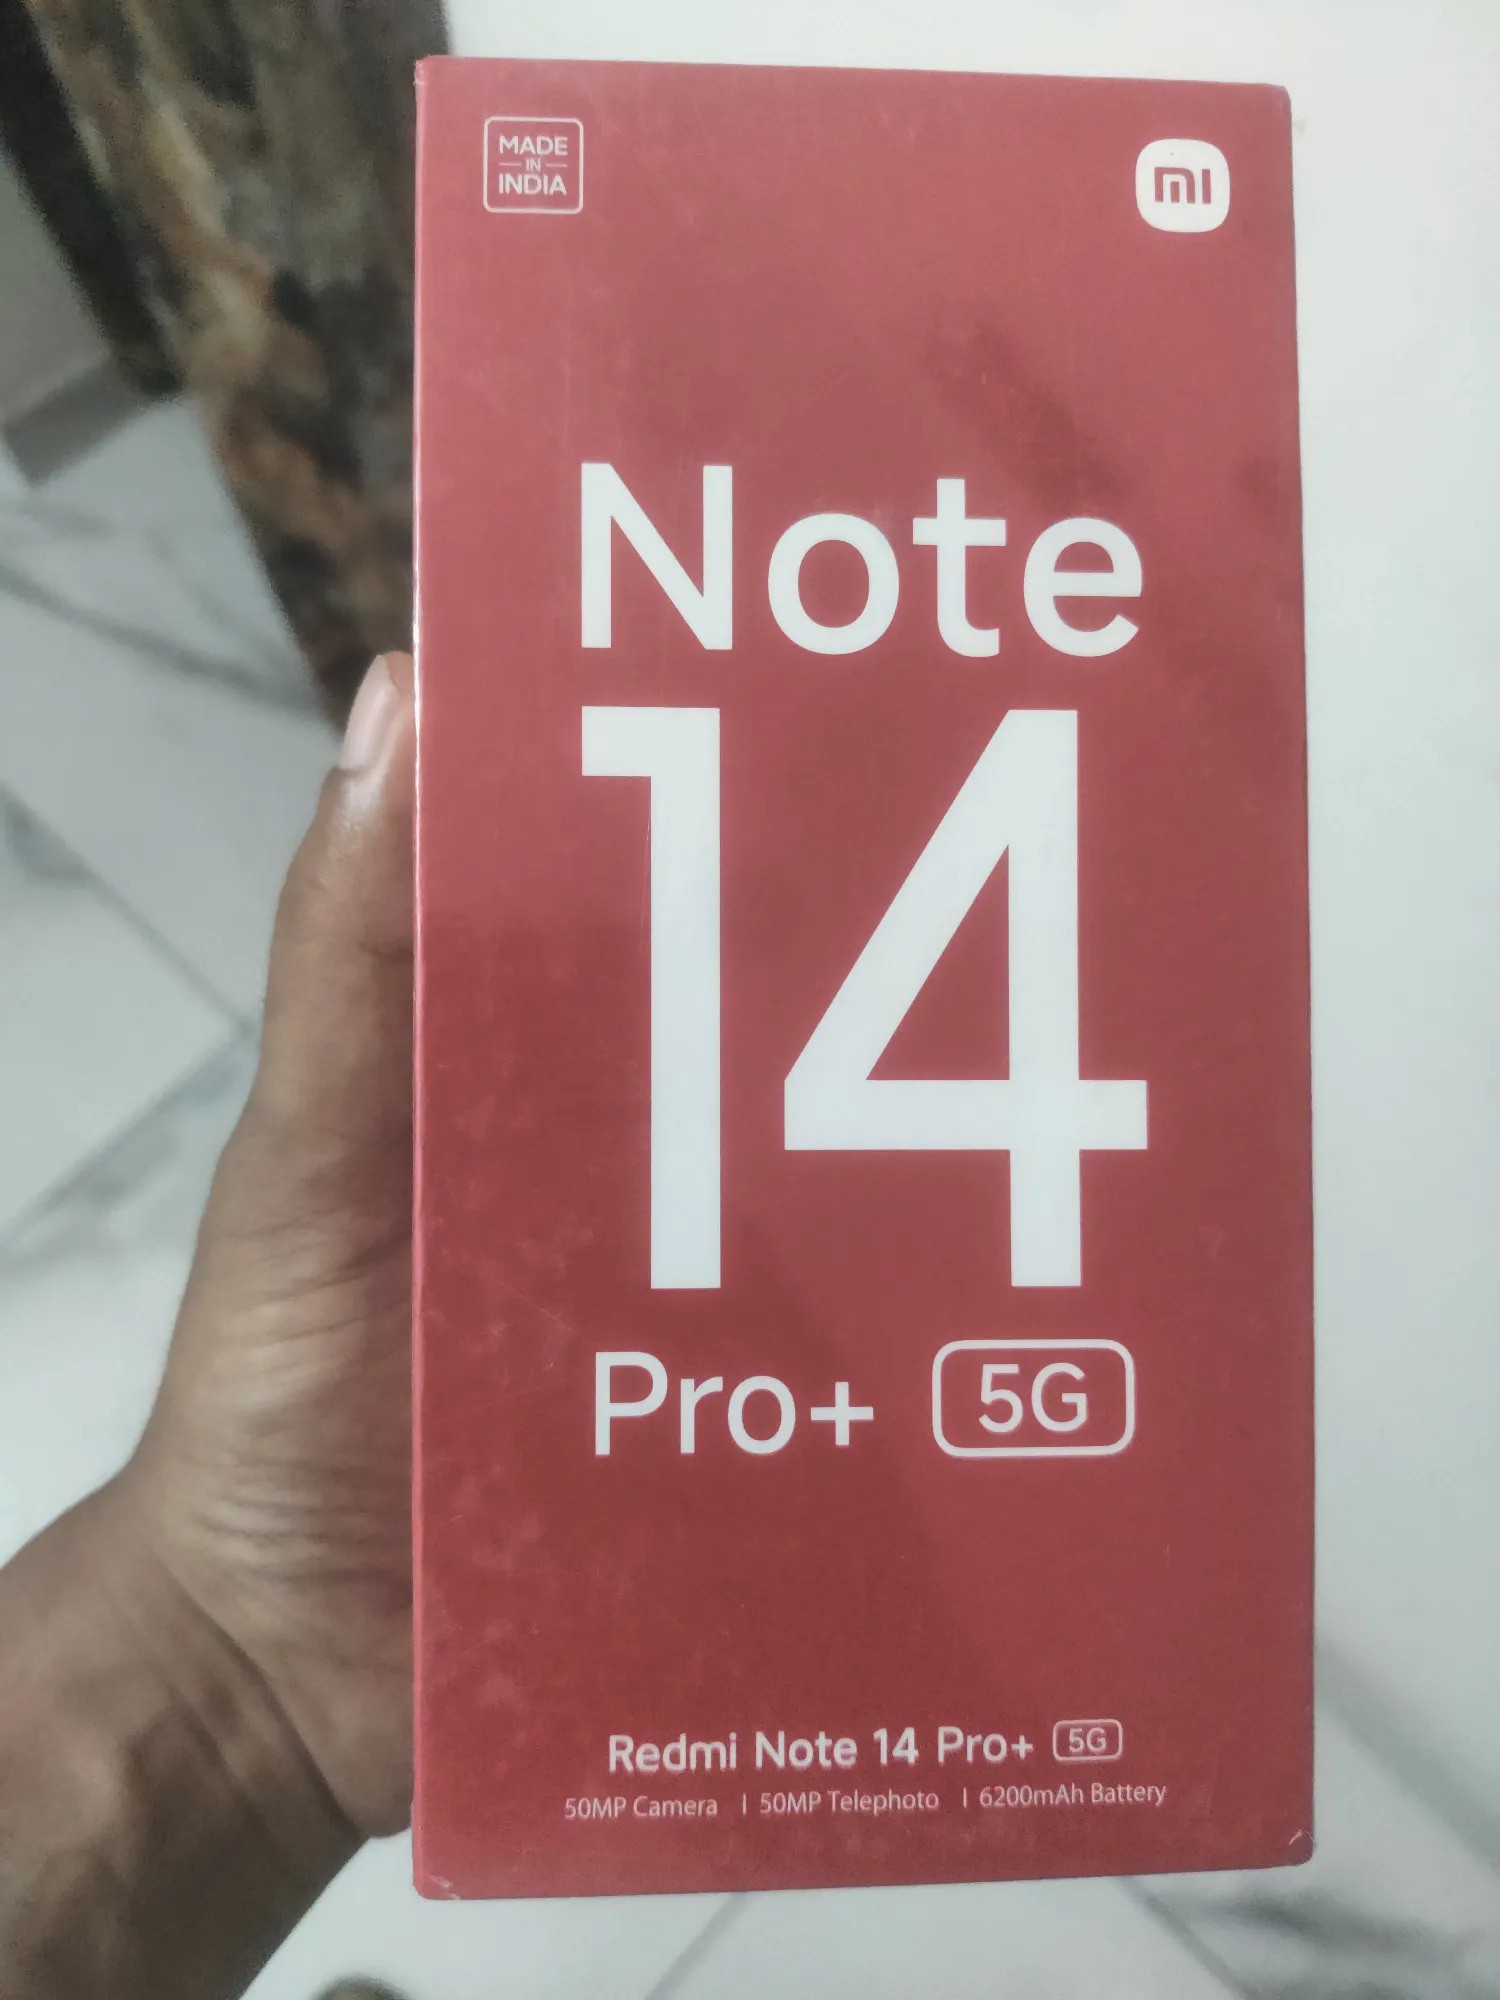 MADE
IN
INDIA
mi
Note
14
Pro+ 5G
Redmi Note 14 Pro+ 5G
50MP Camera | 50MP Telephoto | 6200mAh Battery